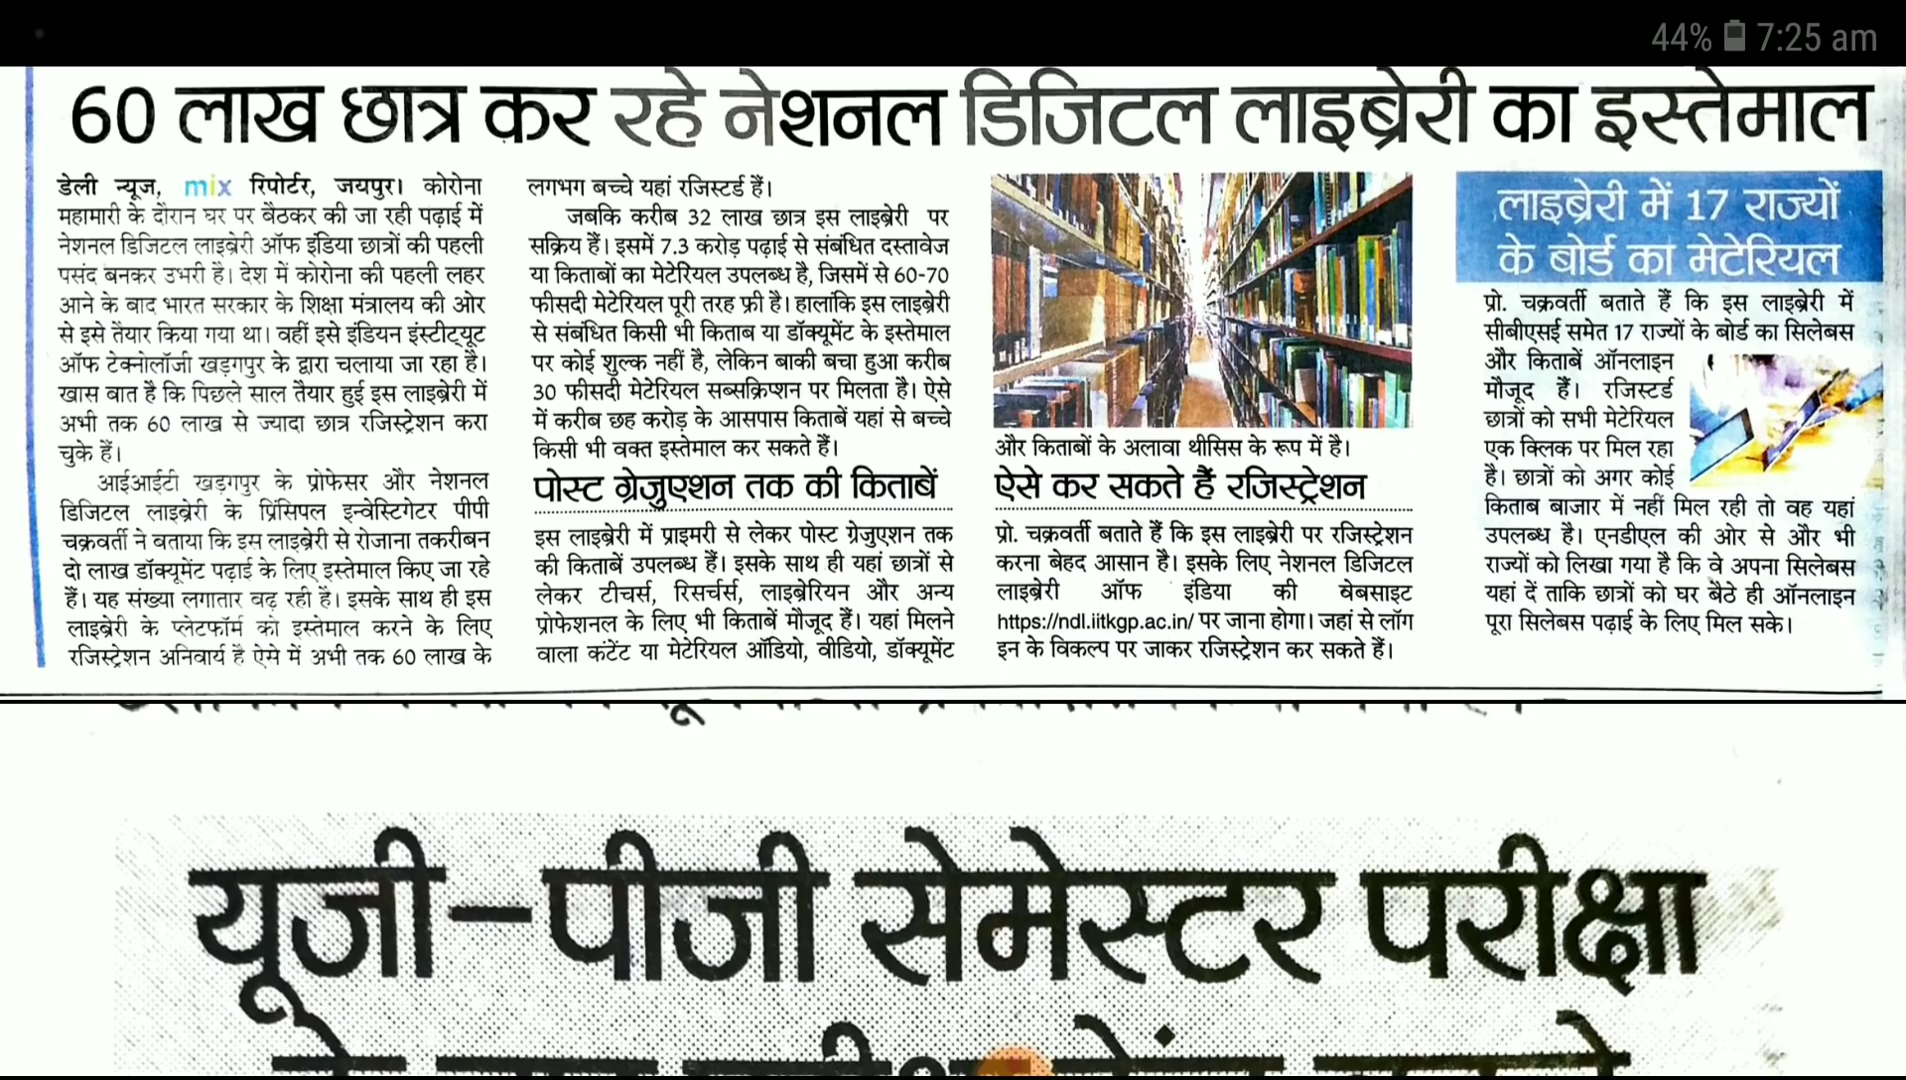 44% 7:25 am
60 लाख छात्र कर रहे नेशनल डिजिटल लाइब्रेरी का इस्तेमाल
डेली न्यूज, mix रिपोर्टर, जयपुर। कोरोना
महामारी के दौरान घर पर बैठकर की जा रही पढ़ाई में
नेशनल डिजिटल लाइब्रेरी ऑफ इंडिया छात्रों की पहली
पसंद बनकर उभरी है। देश में कोरोना की पहली लहर
आने के बाद भारत सरकार के शिक्षा मंत्रालय की ओर
से इसे तैयार किया गया था। वहीं इसे इंडियन इंस्टीट्यूट
ऑफ टेक्नोलॉजी खड़गपुर के द्वारा चलाया जा रहा है।
खास बात है कि पिछले साल तैयार हुई इस लाइब्रेरी में
अभी तक 60 लाख से ज्यादा छात्र रजिस्ट्रेशन करा
चुके हैं।
आईआईटी खड़गपुर के प्रोफेसर और नेशनल
डिजिटल लाइब्रेरी के प्रिंसिपल इन्वेस्टिगेटर पीपी
चक्रवर्ती ने बताया कि इस लाइब्रेरी से रोजाना तकरीबन
दो लाख डॉक्यूमेंट पढ़ाई के लिए इस्तेमाल किए जा रहे
हैं। यह संख्या लगातार बढ़ रही है। इसके साथ ही इस
लाइब्रेरी के प्लेटफॉर्म को इस्तेमाल करने के लिए
रजिस्ट्रेशन अनिवार्य है ऐसे में अभी तक 60 लाख के
लगभग बच्चे यहां रजिस्टर्ड हैं।
जबकि करीब 32 लाख छात्र इस लाइब्रेरी पर
सक्रिय हैं। इसमें 7.3 करोड़ पढ़ाई से संबंधित दस्तावेज
या किताबों का मेटेरियल उपलब्ध है, जिसमें से 60-70
फीसदी मेटेरियल पूरी तरह फ्री है। हालांकि इस लाइब्रेरी
से संबंधित किसी भी किताब या डॉक्यूमेंट के इस्तेमाल
पर कोई शुल्क नहीं है, लेकिन बाकी बचा हुआ करीब
30 फीसदी मेटेरियल सब्सक्रिप्शन पर मिलता है। ऐसे
में करीब छह करोड़ के आसपास किताबें यहां से बच्चे
किसी भी वक्त इस्तेमाल कर सकते हैं।
पोस्ट ग्रेजुएशन तक की किताबें
इस लाइब्रेरी में प्राइमरी से लेकर पोस्ट ग्रेजुएशन तक
की किताबें उपलब्ध हैं। इसके साथ ही यहां छात्रों से
लेकर टीचर्स, रिसर्चर्स, लाइब्रेरियन और अन्य
प्रोफेशनल के लिए भी किताबें मौजूद हैं। यहां मिलने
वाला कंटेंट या मेटेरियल ऑडियो, वीडियो, डॉक्यूमेंट
और किताबों के अलावा थीसिस के रूप में है।
ऐसे कर सकते हैं रजिस्ट्रेशन
प्रो. चक्रवर्ती बताते हैं कि इस लाइब्रेरी पर रजिस्ट्रेशन
करना बेहद आसान है। इसके लिए नेशनल डिजिटल
लाइब्रेरी ऑफ इंडिया की वेबसाइट
https://ndl.iitkgp.ac.in/ पर जाना होगा। जहां से लॉग
इन के विकल्प पर जाकर रजिस्ट्रेशन कर सकते हैं।
लाइब्रेरी में 17 राज्यों
के बोर्ड का मेटेरियल
प्रो. चक्रवर्ती बताते हैं कि इस लाइब्रेरी में
सीबीएसई समेत 17 राज्यों के बोर्ड का सिलेबस
और किताबें ऑनलाइन
मौजूद हैं। रजिस्टर्ड
छात्रों को सभी मेटेरियल
एक क्लिक पर मिल रहा
है। छात्रों को अगर कोई
किताब बाजार में नहीं मिल रही तो वह यहां
उपलब्ध है। एनडीएल की ओर से और भी
राज्यों को लिखा गया है कि वे अपना सिलेबस
यहां दें ताकि छात्रों को घर बैठे ही ऑनलाइन
पूरा सिलेबस पढ़ाई के लिए मिल सके।
यूजी-पीजी सेमेस्टर परीक्षा